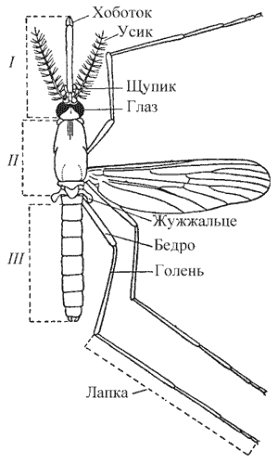 Хоботок
Усик
I
Щупик
Глаз
II
Жужжальце
Бедро
III
Голень
Лапка